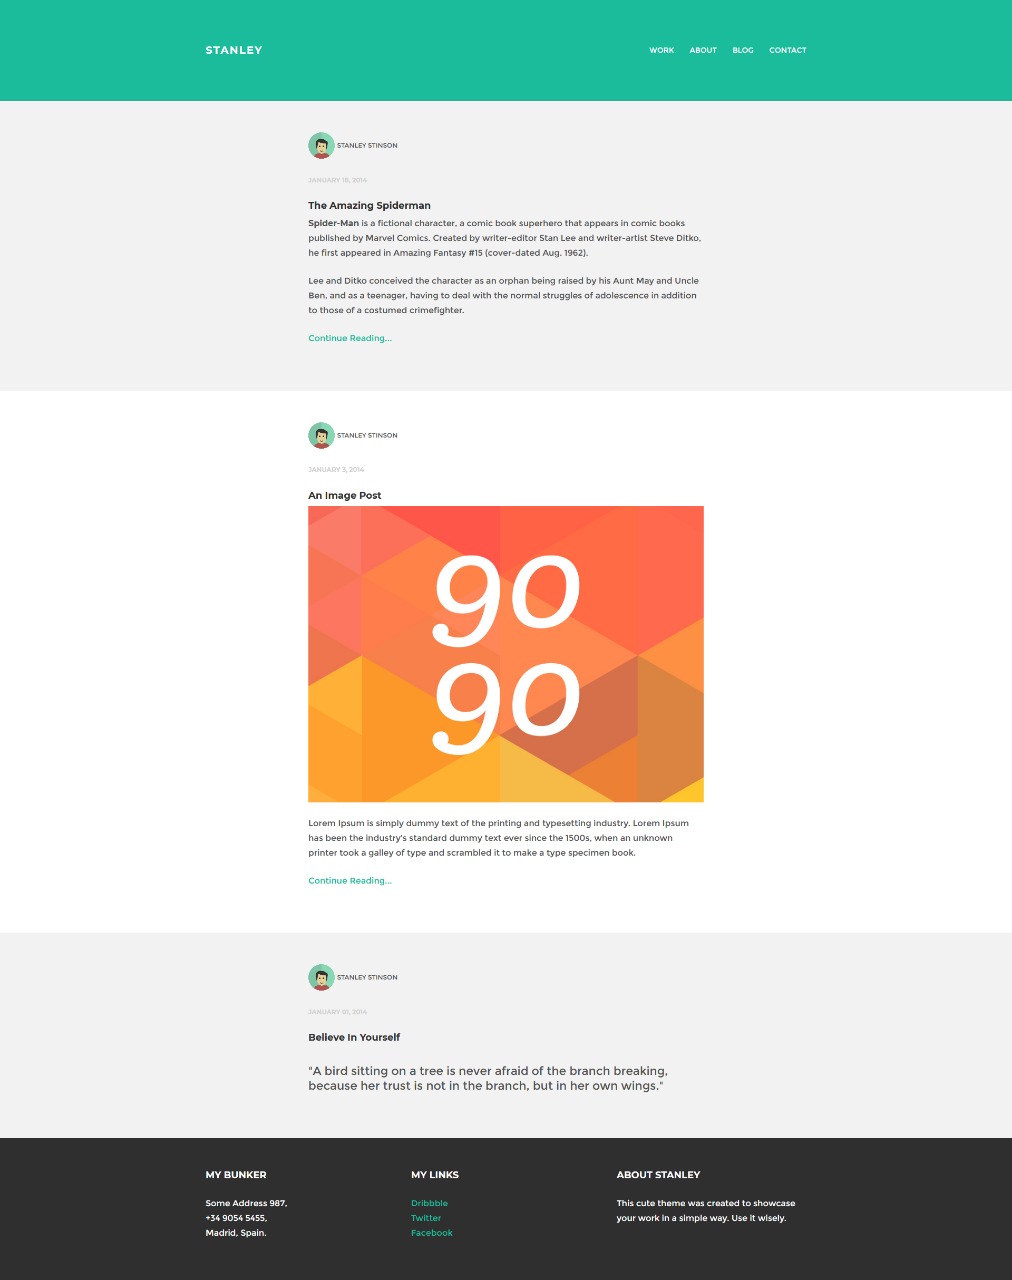 STANLEY
WORK ABOUT BLOG CONTACT
STANLEY STINSON
JANUARY 18, 2014
The Amazing Spiderman
Spider-Man is a fictional character, a comic book superhero that appears in comic books
published by Marvel Comics. Created by writer-editor Stan Lee and writer-artist Steve Ditko,
he first appeared in Amazing Fantasy #15 (cover-dated Aug. 1962).
Lee and Ditko conceived the character as an orphan being raised by his Aunt May and Uncle
Ben, and as a teenager, having to deal with the normal struggles of adolescence in addition
to those of a costumed crimefighter.
Continue Reading...
STANLEY STINSON
JANUARY 3, 2014
An Image Post
90
90
Lorem Ipsum is simply dummy text of the printing and typesetting industry. Lorem Ipsum
has been the industry's standard dummy text ever since the 1500s, when an unknown
printer took a galley of type and scrambled it to make a type specimen book.
Continue Reading...
STANLEY STINSON
JANUARY 01, 2014
Believe In Yourself
"A bird sitting on a tree is never afraid of the branch breaking,
because her trust is not in the branch, but in her own wings."
MY BUNKER
Some Address 987,
+34 9054 5455,
Madrid, Spain.
MY LINKS
Dribbble
Twitter
Facebook
ABOUT STANLEY
This cute theme was created to showcase
your work in a simple way. Use it wisely.